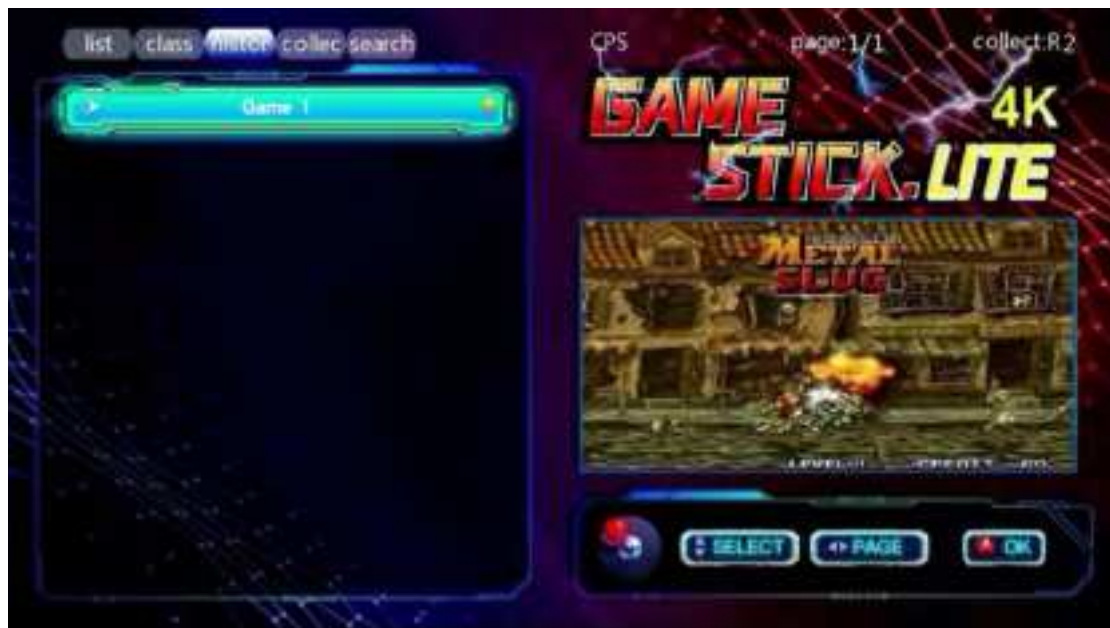 list class histor collec search
Game 1
CPS page:1/1 collect:R2
GAME 4K
STICK. LITE
METAL
SLUG
SELECT PAGE OK